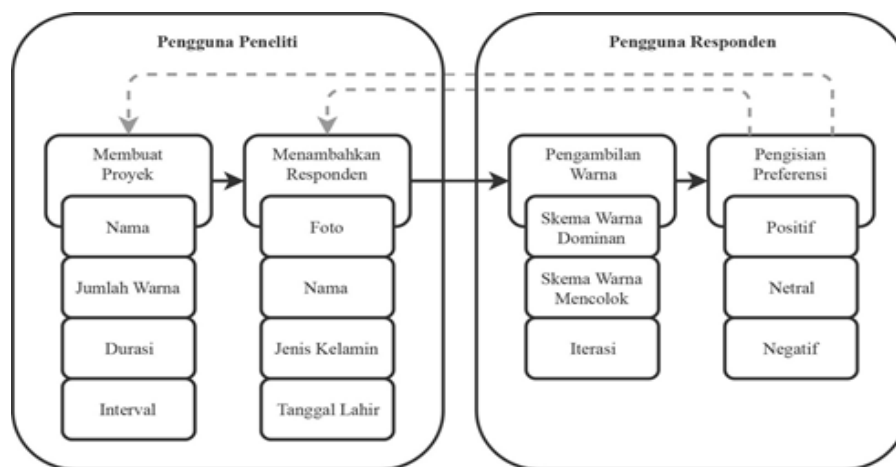 Pengguna Peneliti
Membuat
Proyek
Nama
Jumlah Warna
Durasi
Interval
Menambahkan
Responden
Foto
Nama
Jenis Kelamin
Tanggal Lahir
Pengguna Responden
Pengambilan
Warna
Skema Warna
Dominan
Skema Warna
Mencolok
Iterasi
Pengisian
Preferensi
Positif
Netral
Negatif